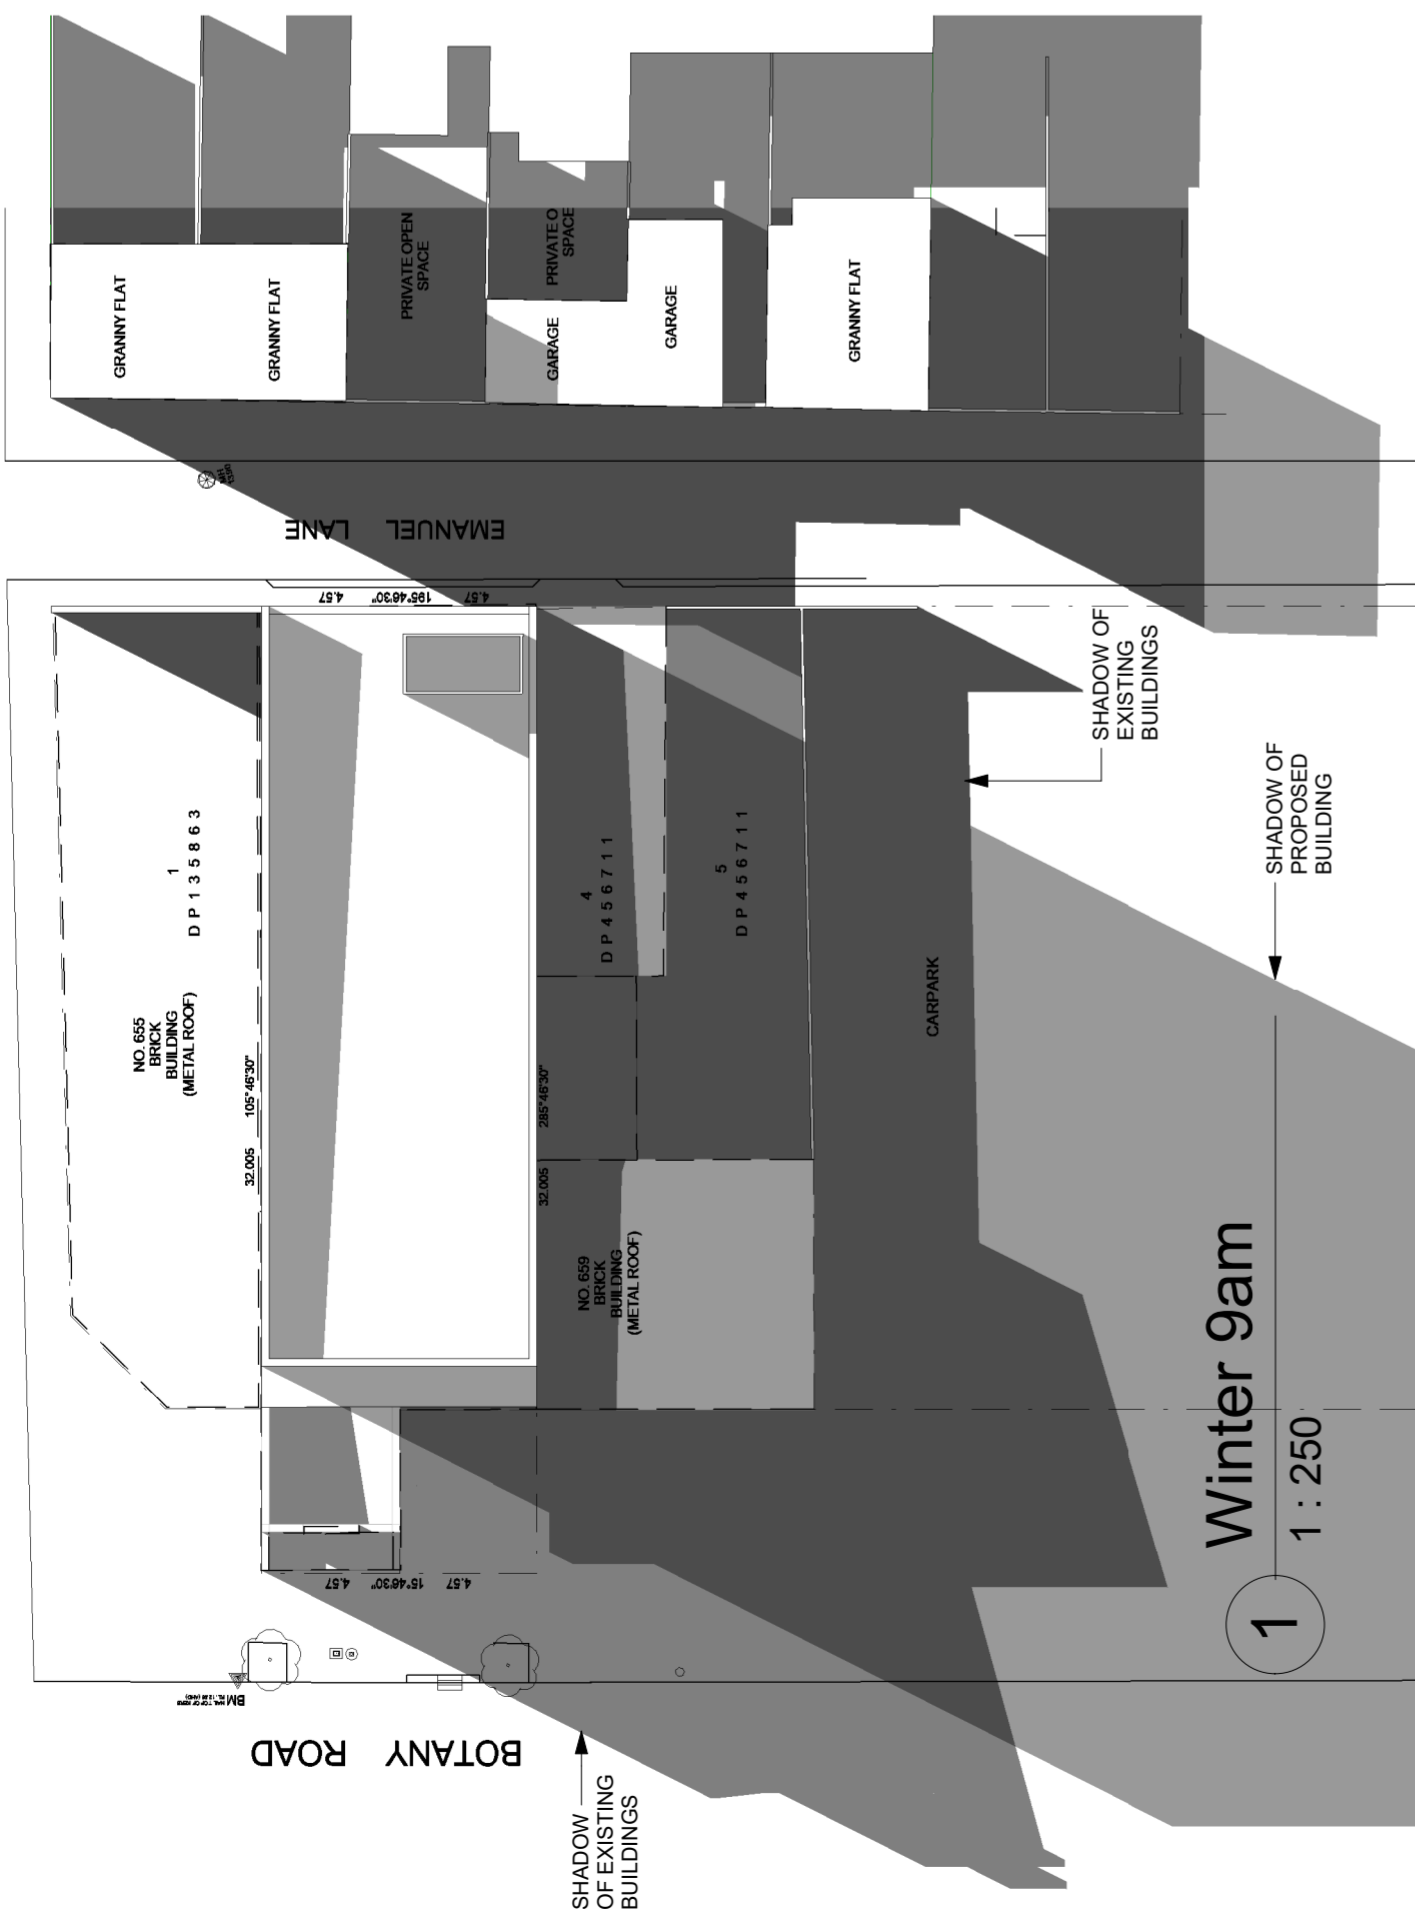 GRANNY FLAT
GRANNY FLAT
PRIVATE OPEN
SPACE
PRIVATE O
SPACE
GARAGE
GARAGE
GRANNY FLAT
EMANUEL LANE
4.57 195°46'30" 4.57
1
DP135863
NO. 655
BRICK
BUILDING
(METAL ROOF)
32.005 105°46'30"
4
DP456711
5
DP456711
32.005 285°46'30"
NO. 659
BRICK
BUILDING
(METAL ROOF)
CARPARK
SHADOW OF
EXISTING
BUILDINGS
SHADOW OF
PROPOSED
BUILDING
4.57 15°46'30" 4.57
BM
BOTANY ROAD
SHADOW
OF EXISTING
BUILDINGS
1
Winter 9am
1 : 250